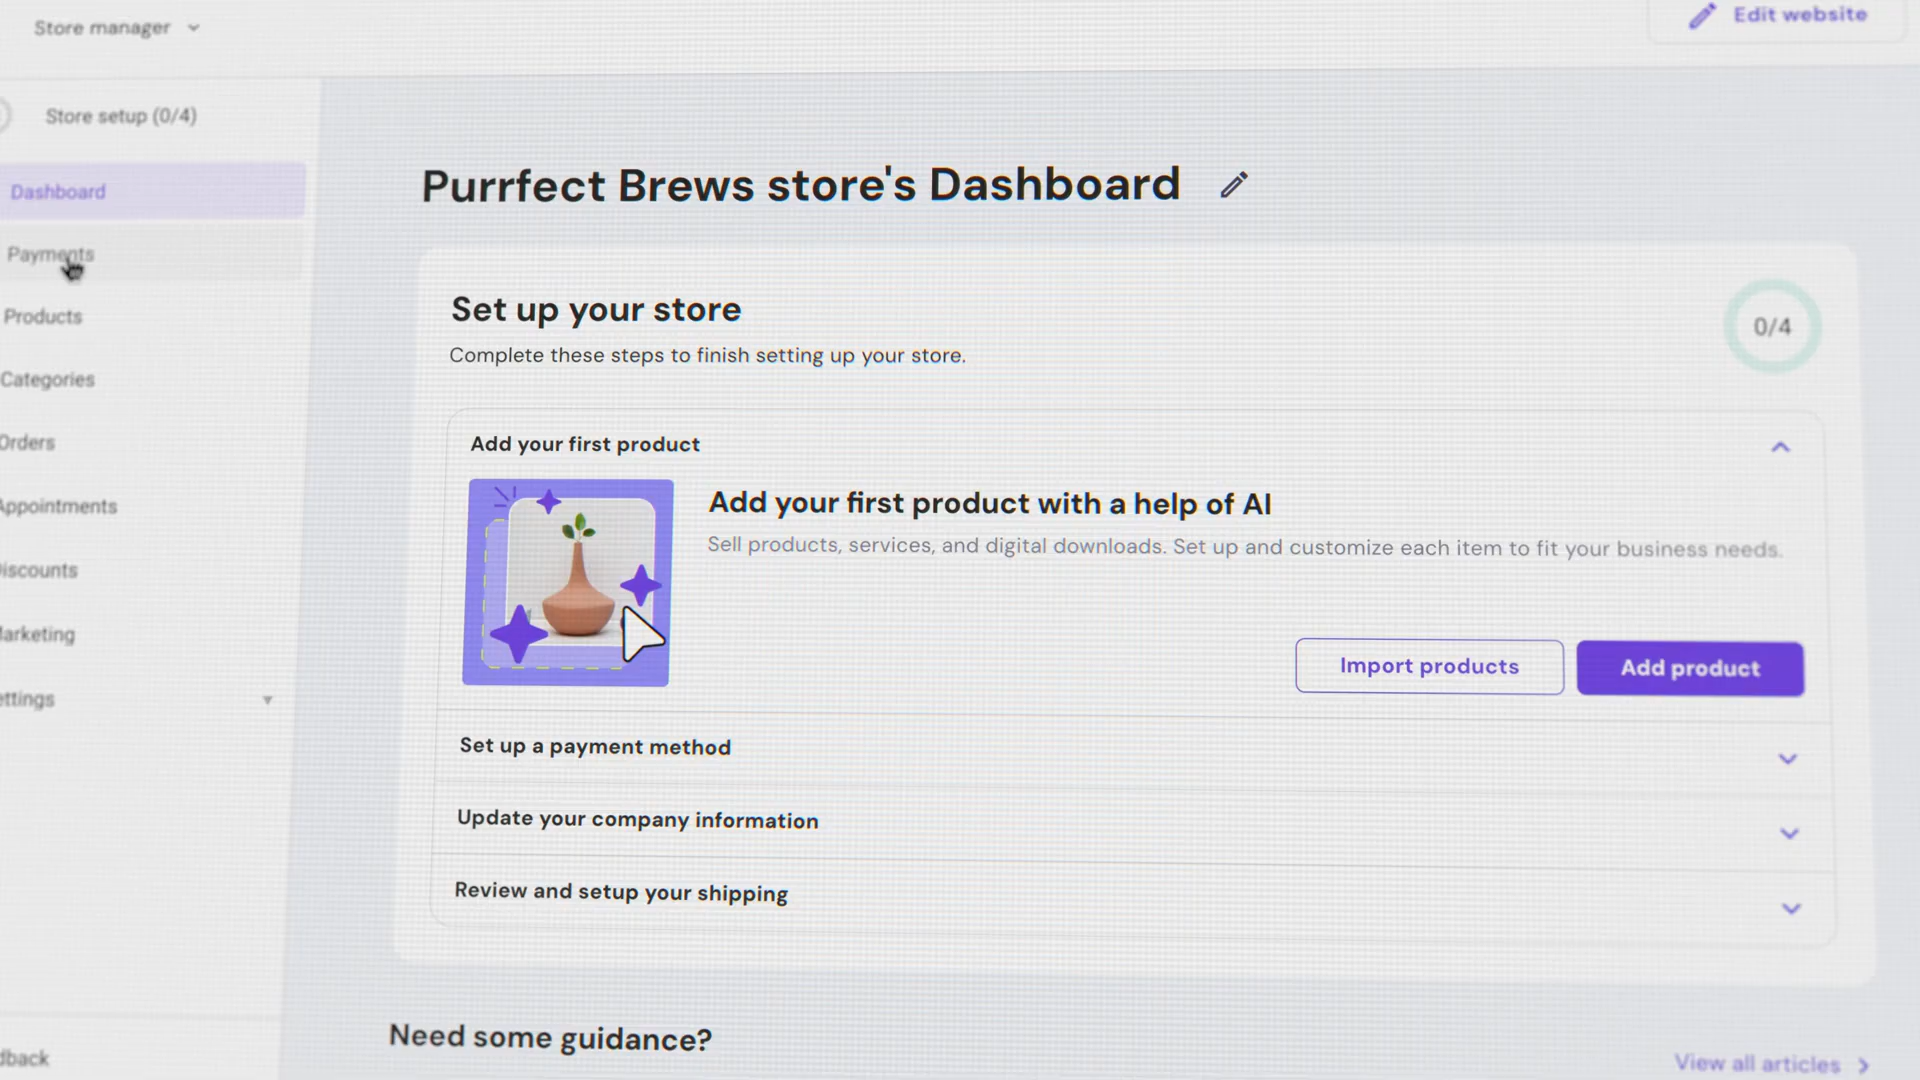 Store manager
Edit website
Store setup (0/4)
Dashboard
Payments
Products
Categories
Orders
Appointments
Discounts
Marketing
Purrfect Brews store's Dashboard
Set up your store
Complete these steps to finish setting up your store.
0/4
Add your first product
Add your first product with a help of AI
Sell products, services, and digital downloads. Set up and customize each item to fit your business needs.
Import products
Add product
Set up a payment method
Update your company information
Review and setup your shipping
Need some guidance?
View all articles